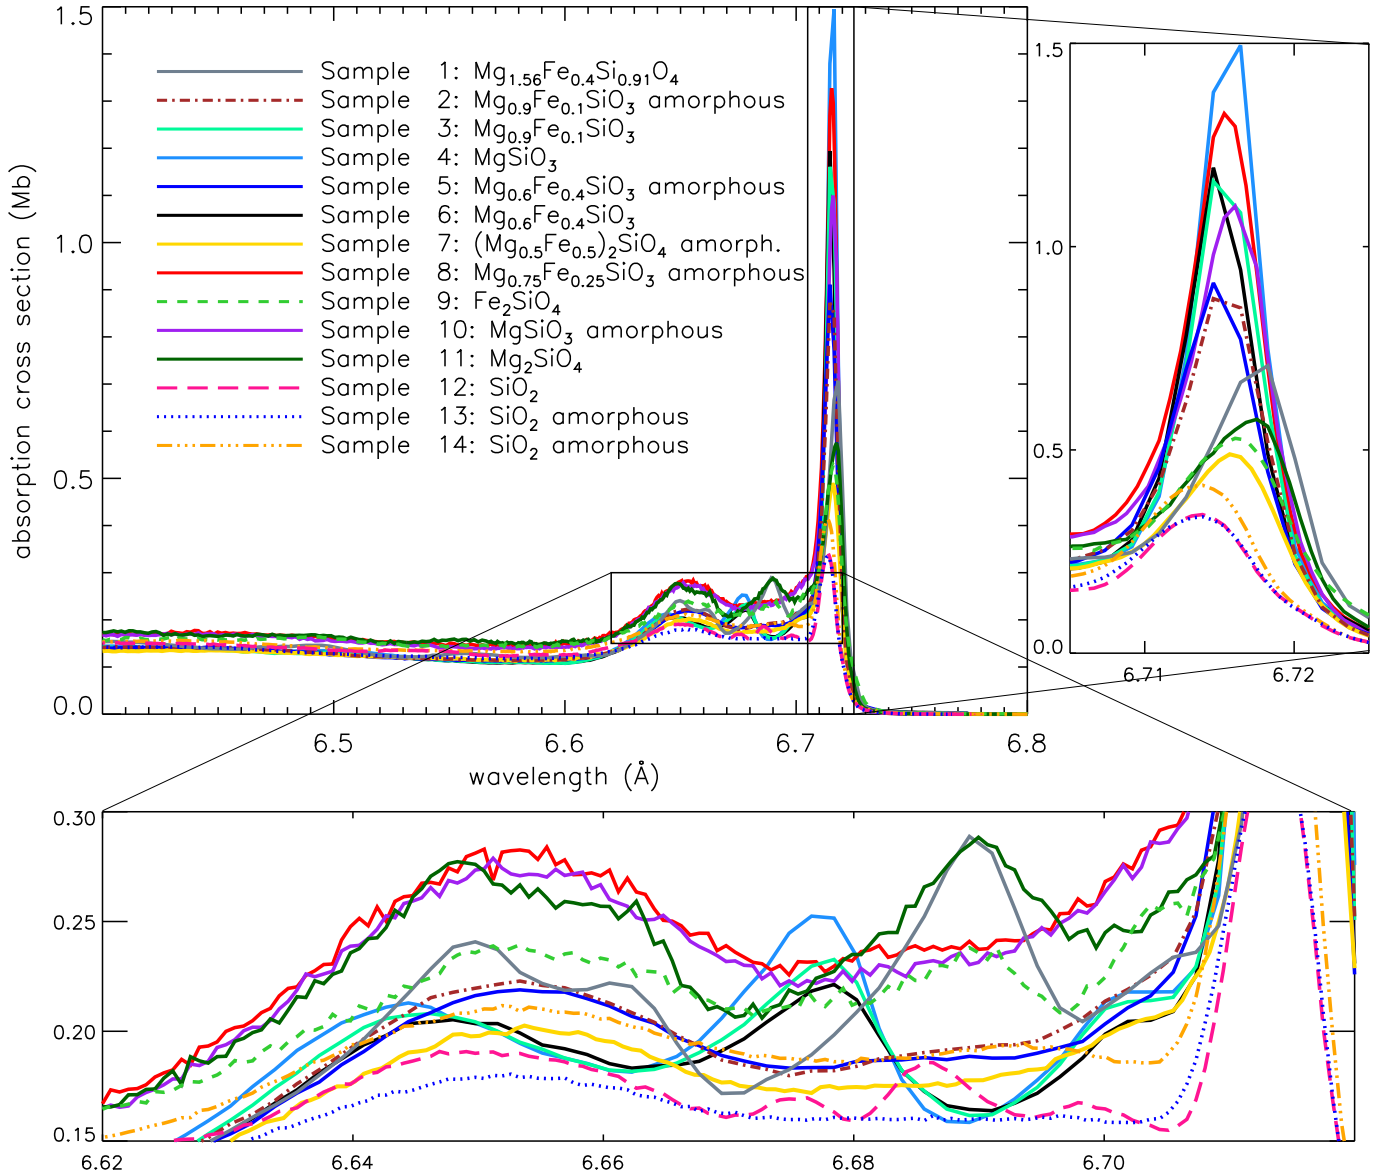 1.5
1.0
0.5
0.0
absorption cross section (Mb)
Sample 1: Mg1.56Fe0.4Si0.91O4
Sample 2: Mg0.9Fe0.1SiO3 amorphous
Sample 3: Mg0.9Fe0.1SiO3
Sample 4: MgSiO3
Sample 5: Mg0.6Fe0.4SiO3 amorphous
Sample 6: Mg0.6Fe0.4SiO3
Sample 7: (Mg0.5Fe0.5)2SiO4 amorph.
Sample 8: Mg0.75Fe0.25SiO3 amorphous
Sample 9: Fe2SiO4
Sample 10: MgSiO3 amorphous
Sample 11: Mg2SiO4
Sample 12: SiO2
Sample 13: SiO2 amorphous
Sample 14: SiO2 amorphous
6.5 6.6 6.7 6.8
wavelength (Å)
1.5
1.0
0.5
0.0
6.71 6.72
0.30
0.25
0.20
0.15
6.62 6.64 6.66 6.68 6.70